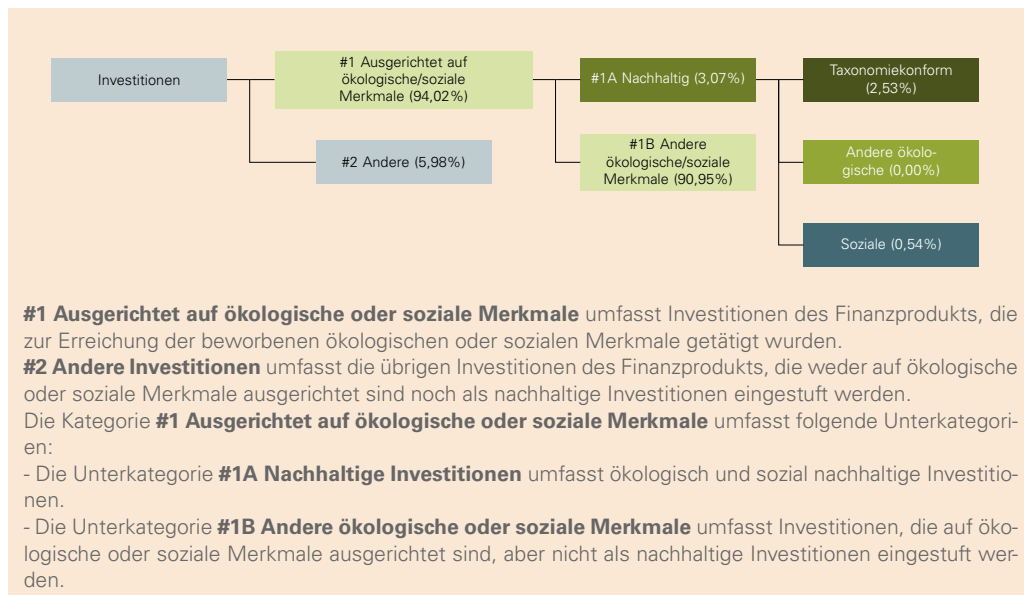 Investitionen
#1 Ausgerichtet auf
ökologische/soziale
Merkmale (94,02%)
#1A Nachhaltig (3,07%)
Taxonomiekonform
(2,53%)
#2 Andere (5,98%)
#1B Andere
ökologische/soziale
Merkmale (90,95%)
Andere ökolo-
gische (0,00%)
Soziale (0,54%)
#1 Ausgerichtet auf ökologische oder soziale Merkmale umfasst Investitionen des Finanzprodukts, die
zur Erreichung der beworbenen ökologischen oder sozialen Merkmale getätigt wurden.
#2 Andere Investitionen umfasst die übrigen Investitionen des Finanzprodukts, die weder auf ökologische
oder soziale Merkmale ausgerichtet sind noch als nachhaltige Investitionen eingestuft werden.
Die Kategorie #1 Ausgerichtet auf ökologische oder soziale Merkmale umfasst folgende Unterkategori-
en:
- Die Unterkategorie #1A Nachhaltige Investitionen umfasst ökologisch und sozial nachhaltige Investitio-
nen.
- Die Unterkategorie #1B Andere ökologische oder soziale Merkmale umfasst Investitionen, die auf öko-
logische oder soziale Merkmale ausgerichtet sind, aber nicht als nachhaltige Investitionen eingestuft wer-
den.